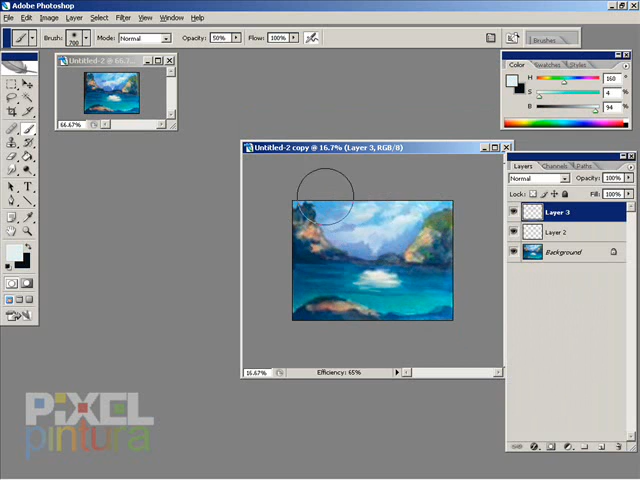 Adobe Photoshop
File Edit Image Layer Select Filter View Window Help
Brush: 700 Mode: Normal Opacity: 50% Flow: 100%
Brushes
Untitled-2 @ 66.7...
66.67%
Color Swatches Styles
H 160 °
S 4 %
B 94 %
Untitled-2 copy @ 16.7% (Layer 3, RGB/8)
16.67% Efficiency: 65%
Layers Channels Paths
Normal Opacity: 100%
Lock: Fill: 100%
Layer 3
Layer 2
Background
PIXEL
pintura